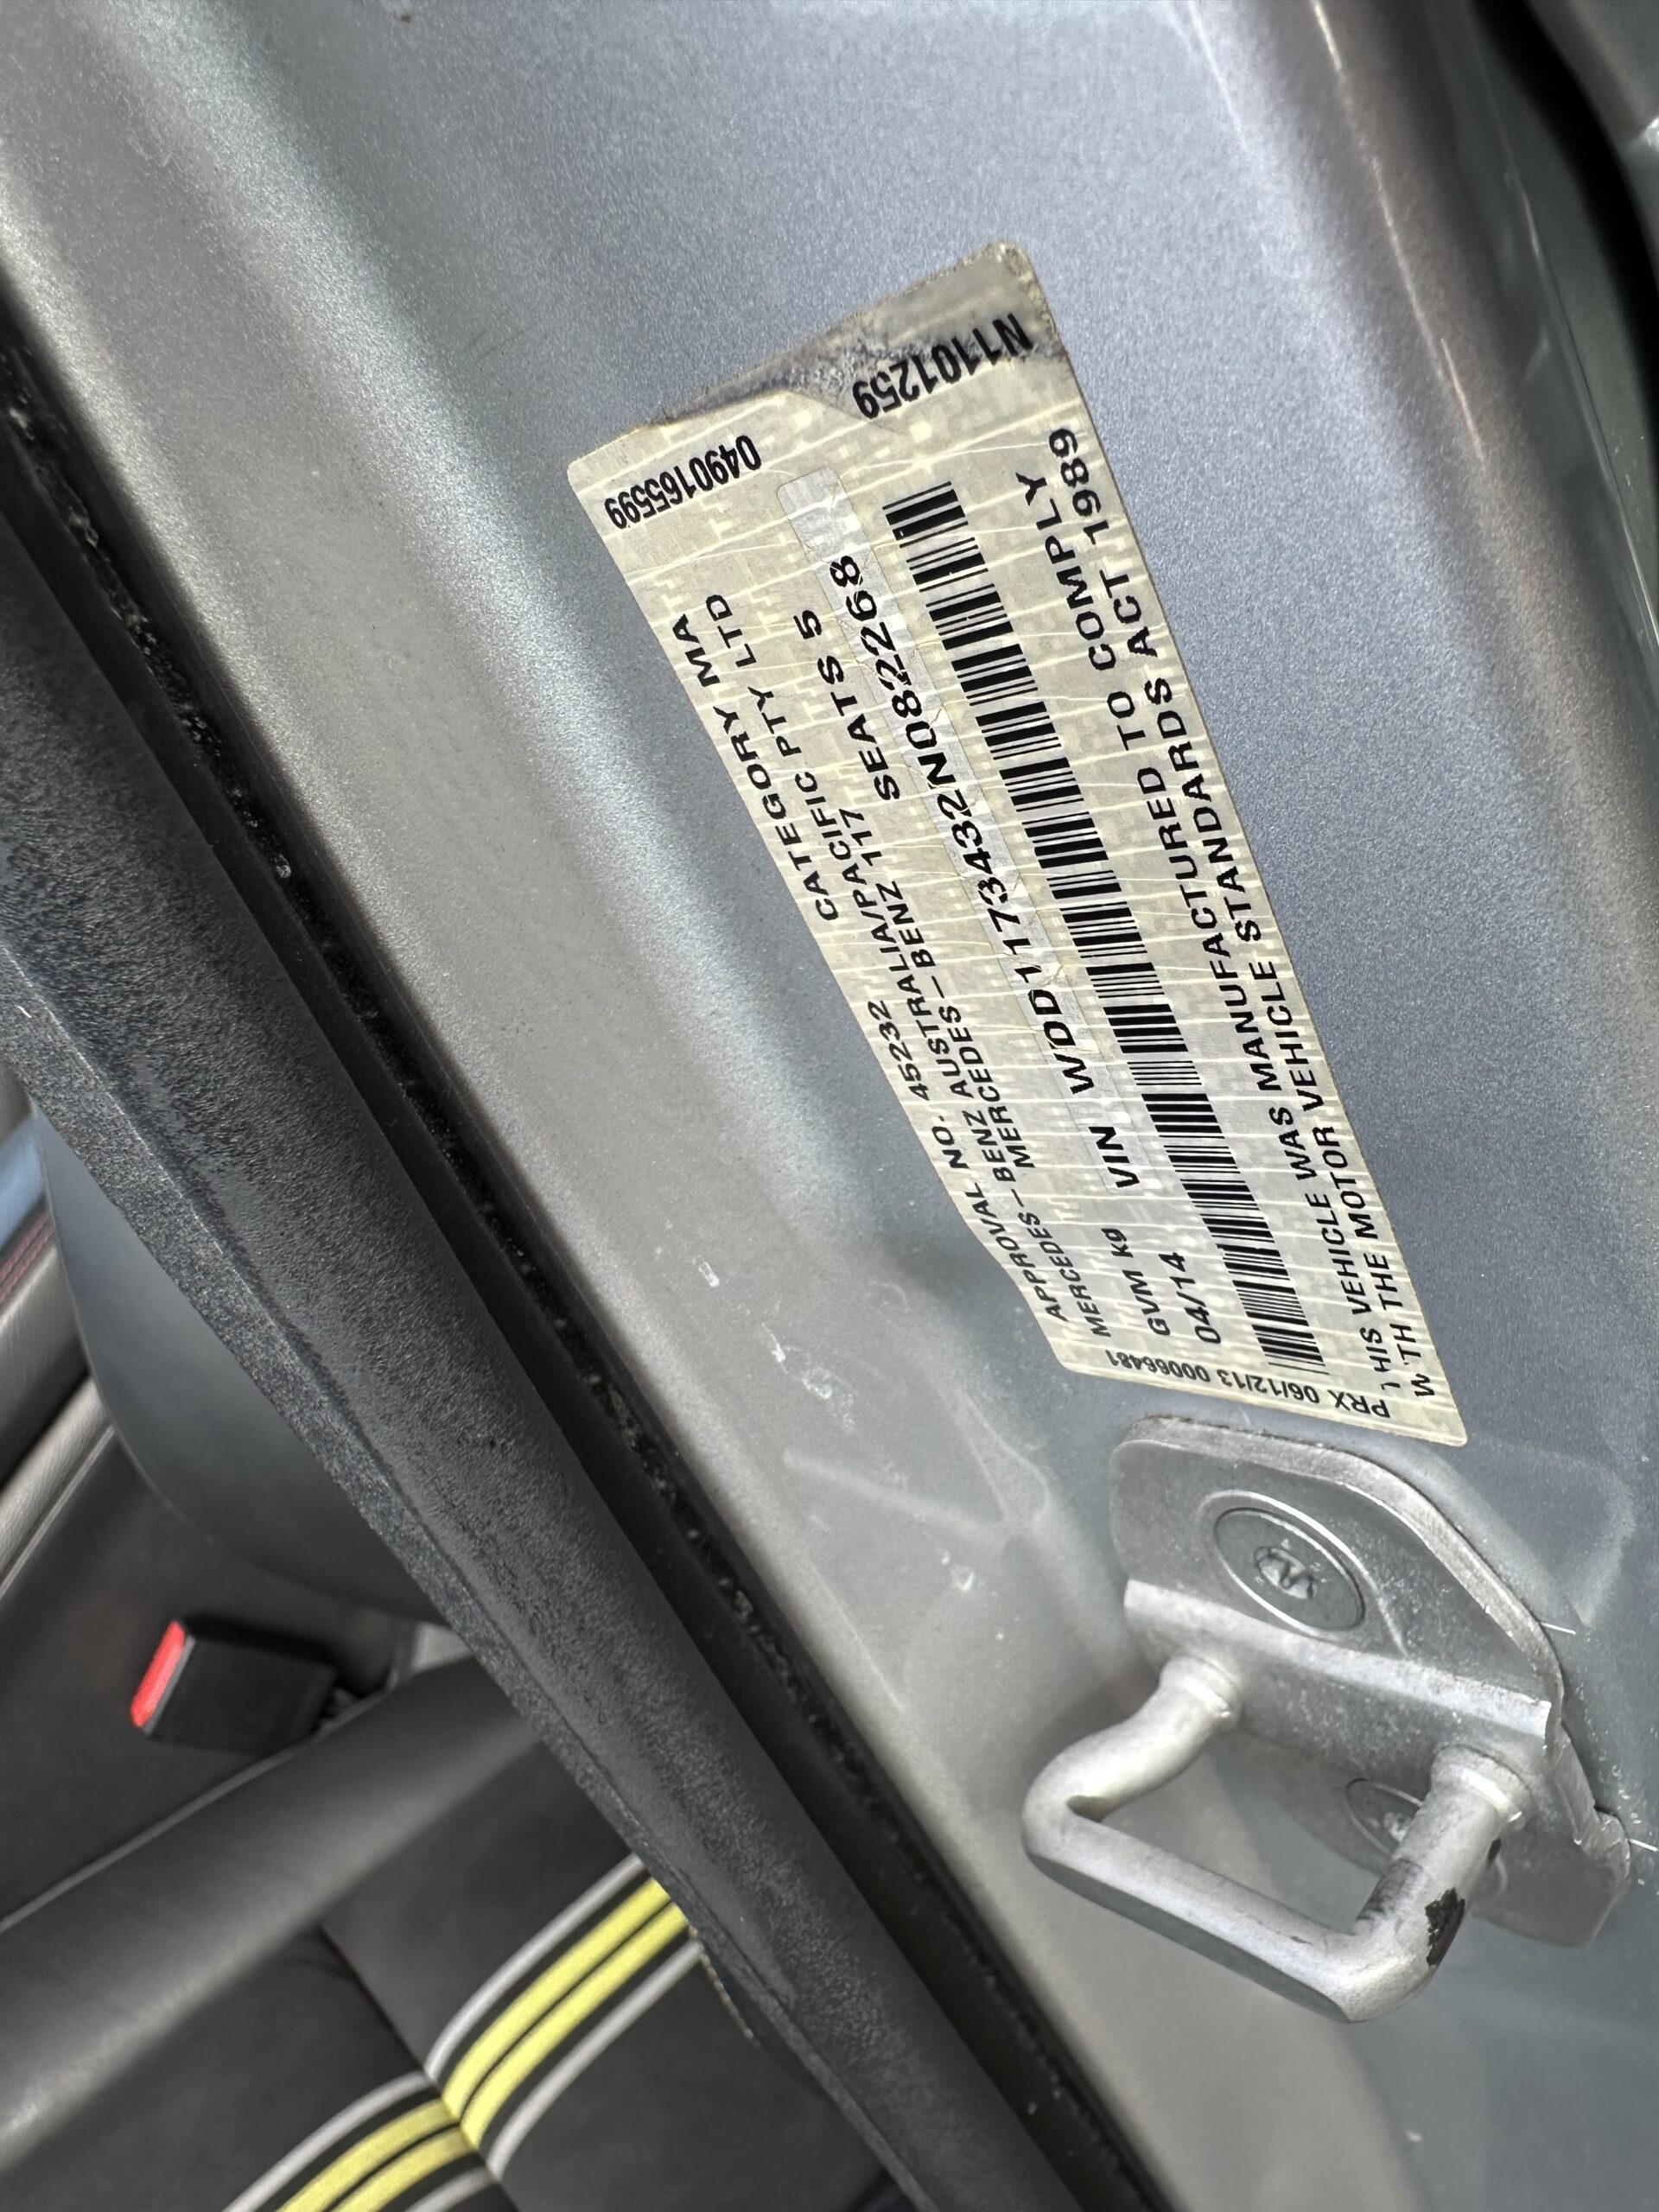 0490165599
N1101259
APPROVAL NO. 45232 CATEGORY MA
MERCEDES-BENZ AUSTRALIA/PACIFIC PTY LTD
MERCEDES-BENZ 117 SEATS 5
GVM kg
04/14 VIN WDD1173432N082268
THIS VEHICLE WAS MANUFACTURED TO COMPLY
WITH THE MOTOR VEHICLE STANDARDS ACT 1989
PRX 06/12/13 00066481